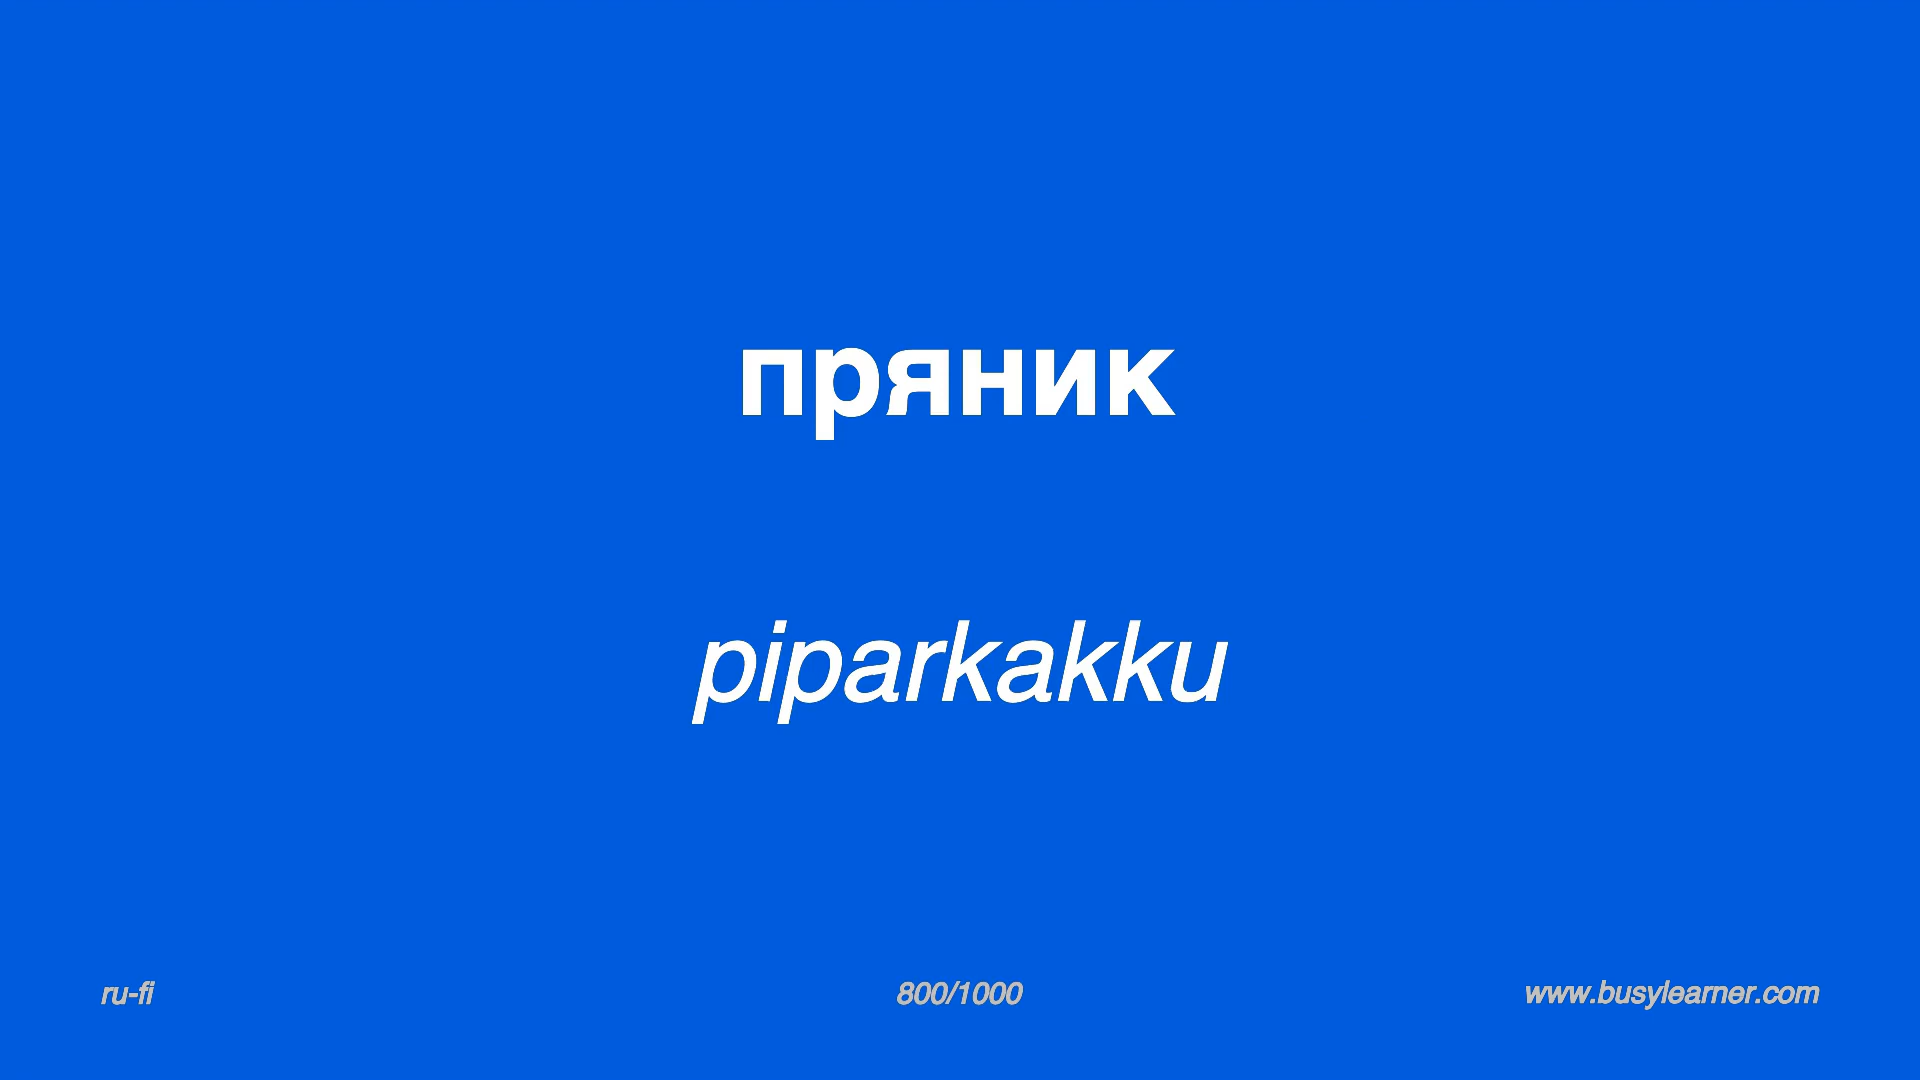 пряник
piparkakku
ru-fi
800/1000
www.busylearner.com